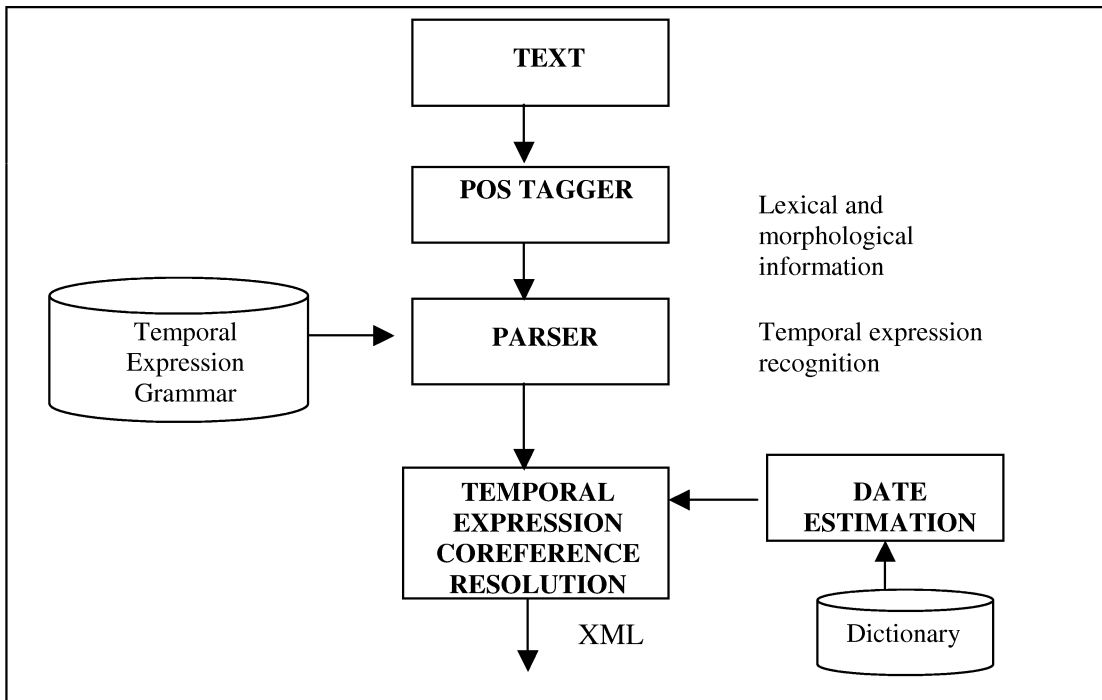 TEXT
POS TAGGER
Lexical and
morphological
information
Temporal
Expression
Grammar
PARSER
Temporal expression
recognition
TEMPORAL
EXPRESSION
COREFERENCE
RESOLUTION
DATE
ESTIMATION
XML
Dictionary